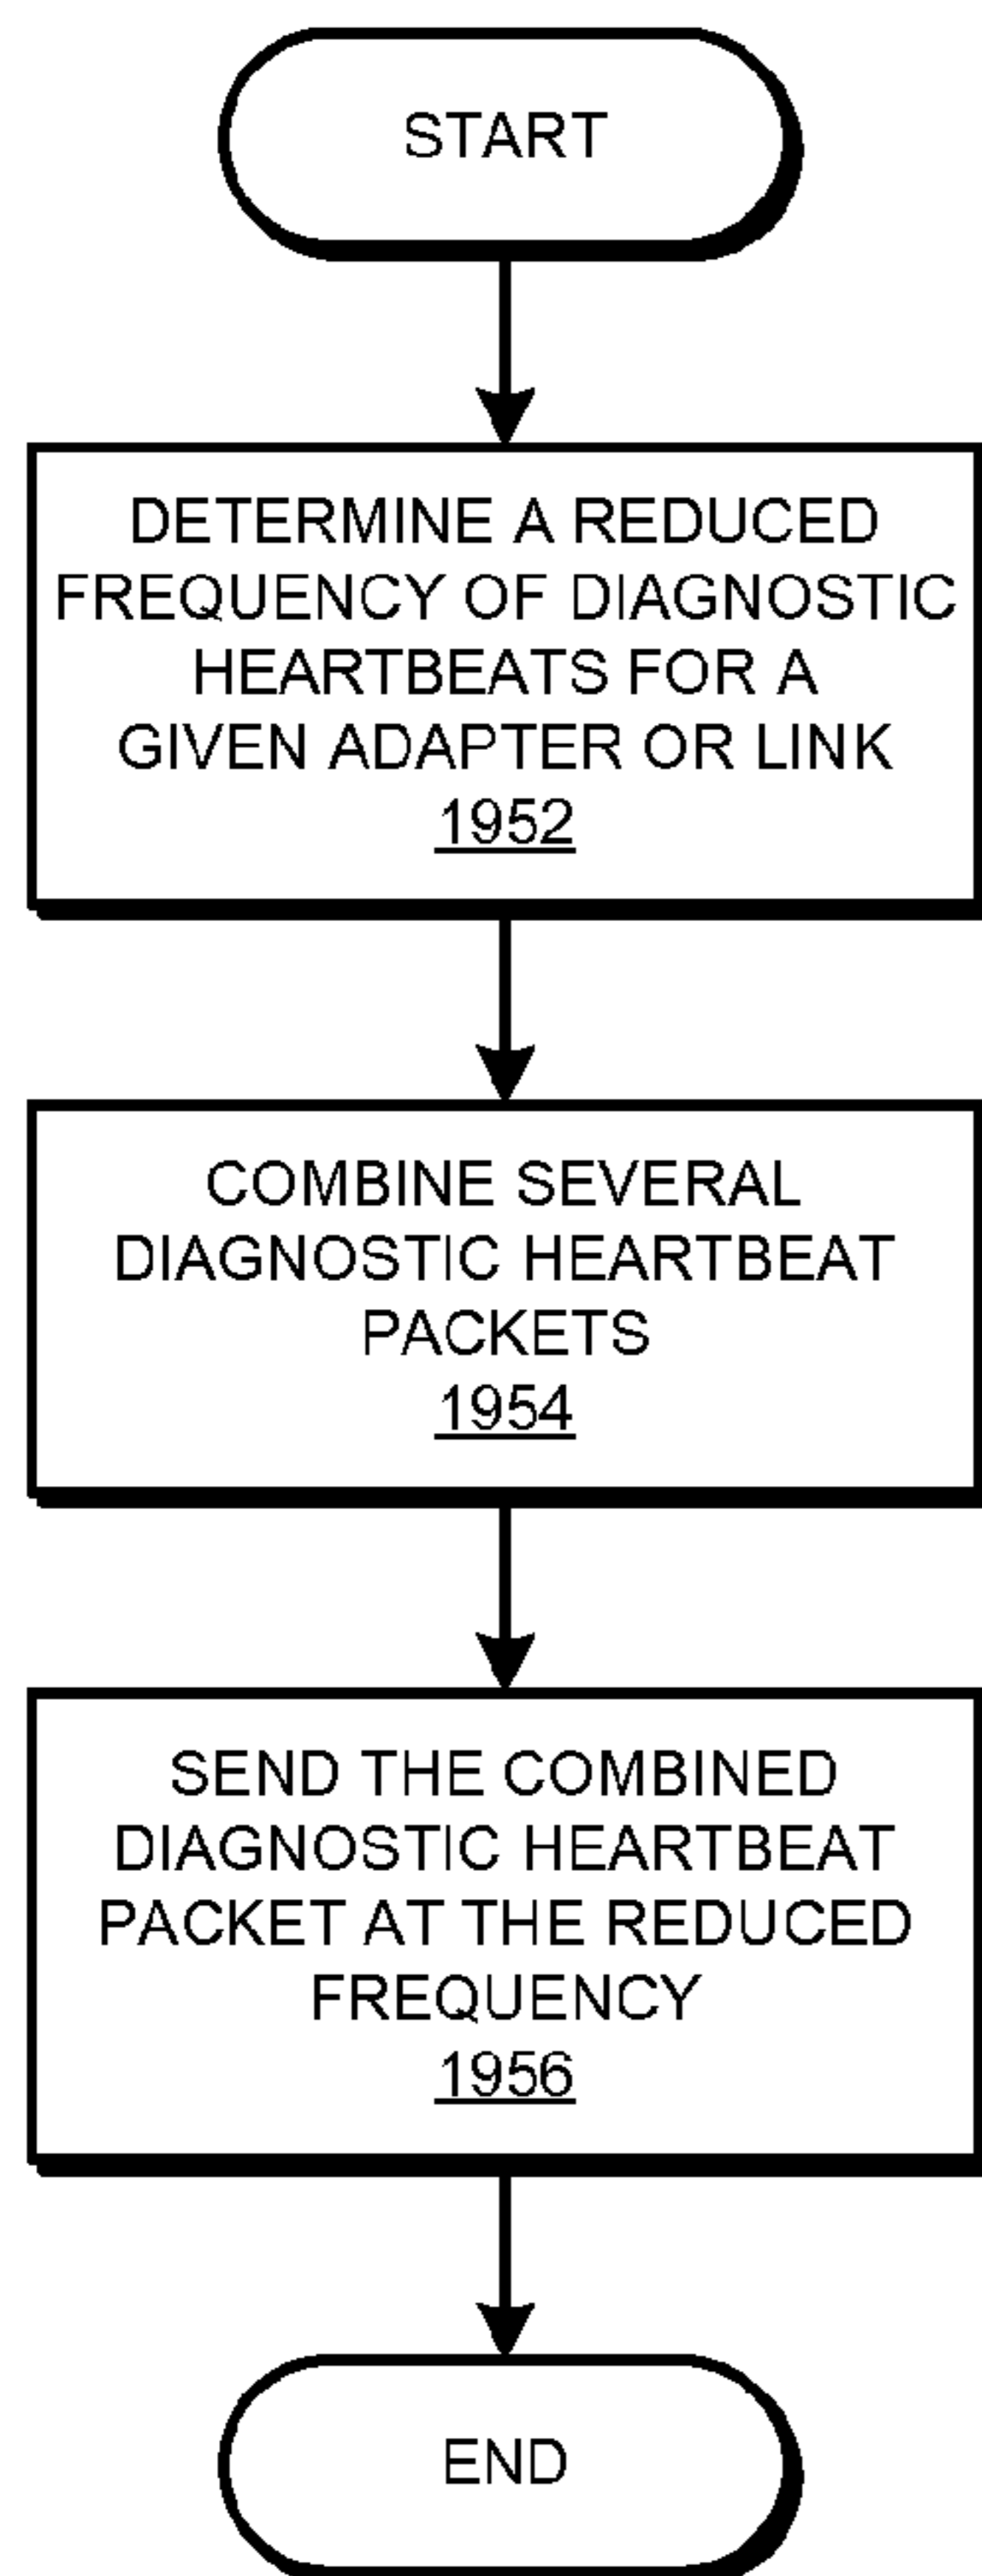 START
DETERMINE A REDUCED
FREQUENCY OF DIAGNOSTIC
HEARTBEATS FOR A
GIVEN ADAPTER OR LINK
1952
COMBINE SEVERAL
DIAGNOSTIC HEARTBEAT
PACKETS
1954
SEND THE COMBINED
DIAGNOSTIC HEARTBEAT
PACKET AT THE REDUCED
FREQUENCY
1956
END